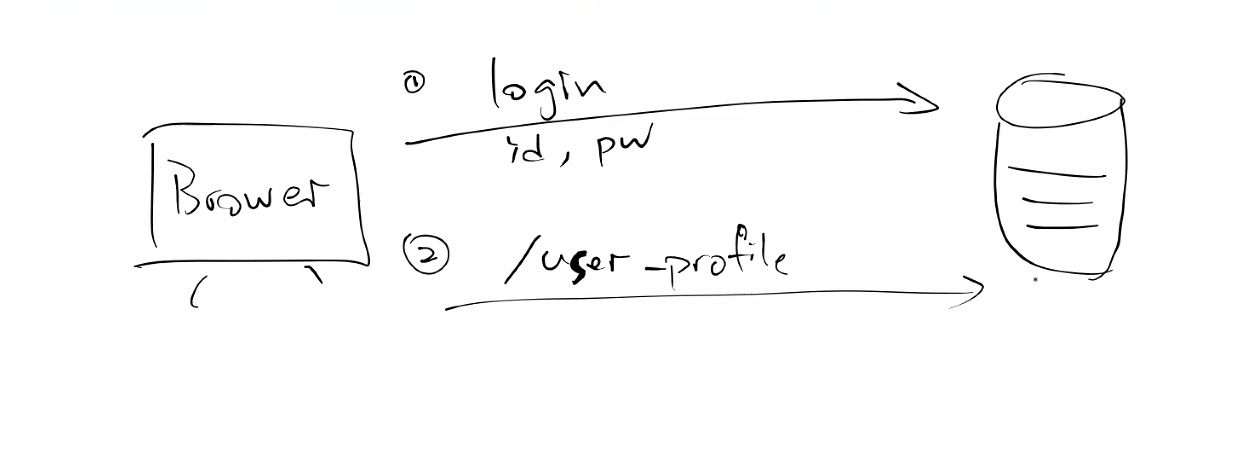 ① login
id, pw
Brower
② /user-profile